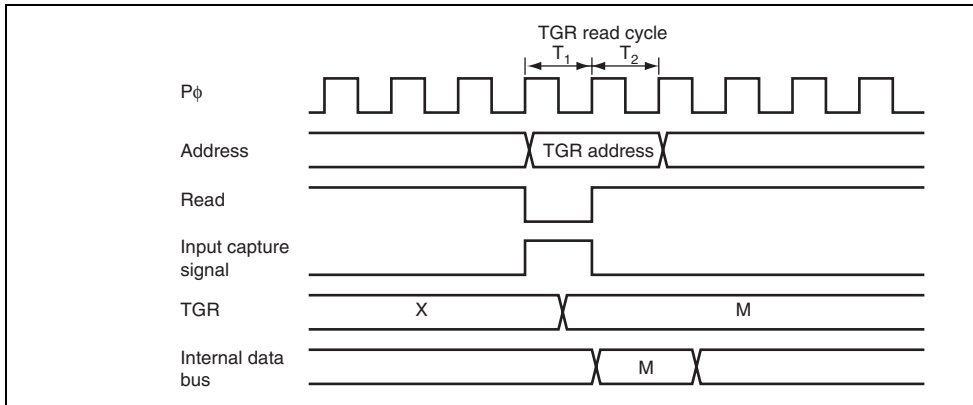 TGR read cycle
T1 T2
Pφ
Address
TGR address
Read
Input capture
signal
TGR
X
M
Internal data
bus
M